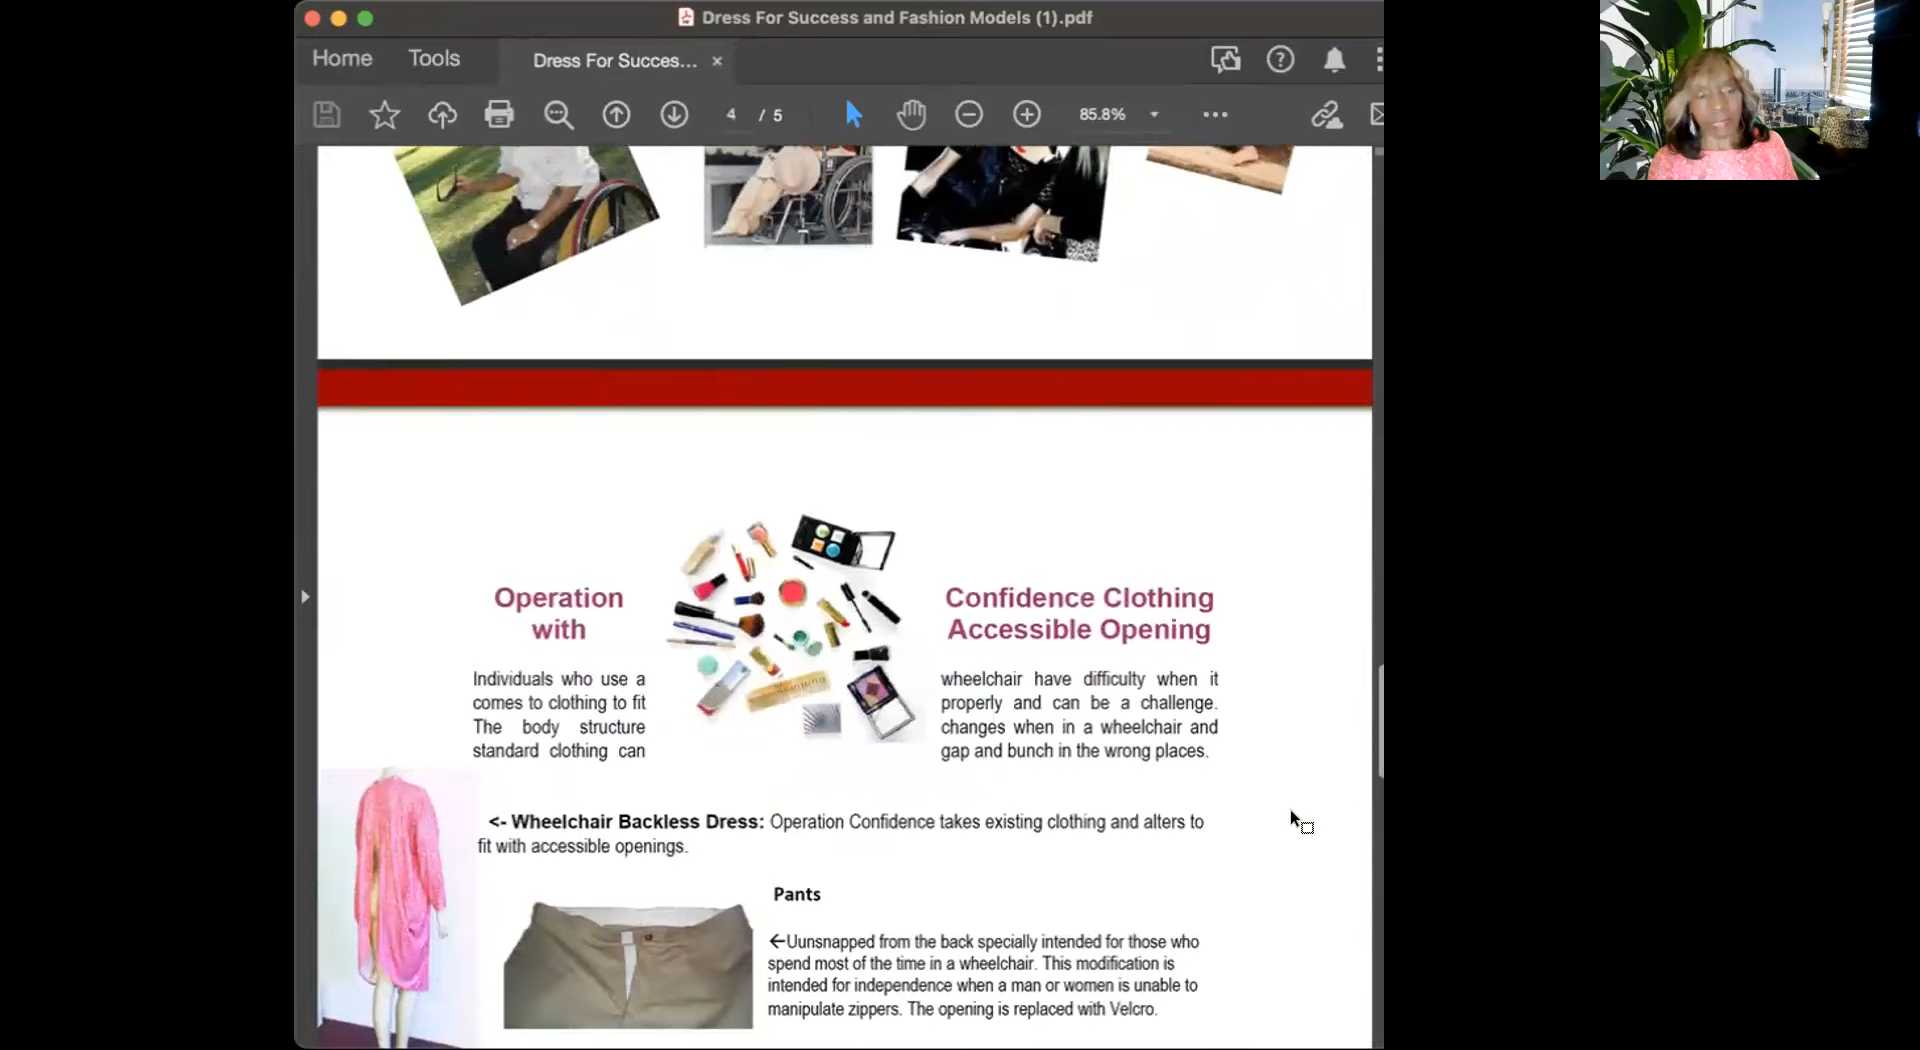 Dress For Success and Fashion Models (1).pdf
Home
Tools
Dress For Succes... ×
4 / 5
85.8%
Operation
with
Confidence Clothing
Accessible Opening
Individuals who use a
comes to clothing to fit
The body structure
standard clothing can
wheelchair have difficulty when it
properly and can be a challenge.
changes when in a wheelchair and
gap and bunch in the wrong places.
<- Wheelchair Backless Dress: Operation Confidence takes existing clothing and alters to
fit with accessible openings.
Pants
←Uunsnapped from the back specially intended for those who
spend most of the time in a wheelchair. This modification is
intended for independence when a man or women is unable to
manipulate zippers. The opening is replaced with Velcro.